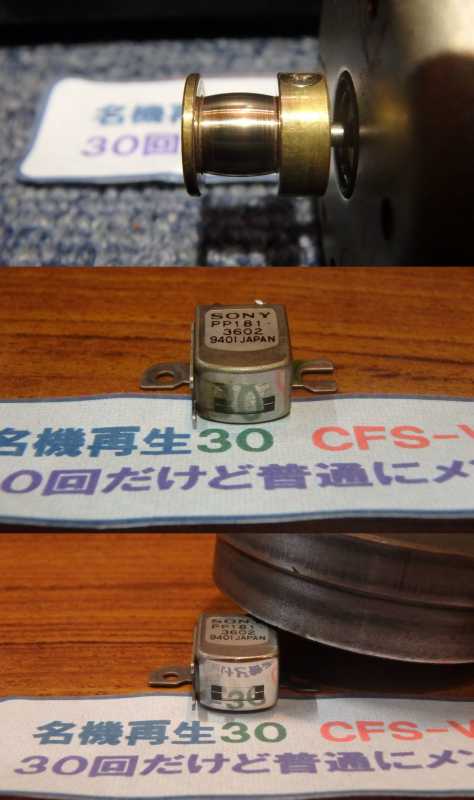 名機
30回
SONY
PP181-
3602
9401 JAPAN
名機再生30 CFS-
0回だけど普通にメン
SONY
PP181-
3602
9401 JAPAN
名機再生30 CFS-
30回だけど普通にメン